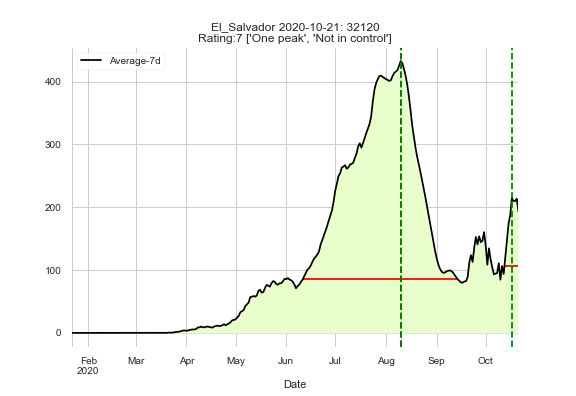 El_Salvador 2020-10-21: 32120
Rating:7 ['One peak', 'Not in control']
Average-7d
400
300
200
100
0
Feb Mar Apr May Jun Jul Aug Sep Oct
2020
Date